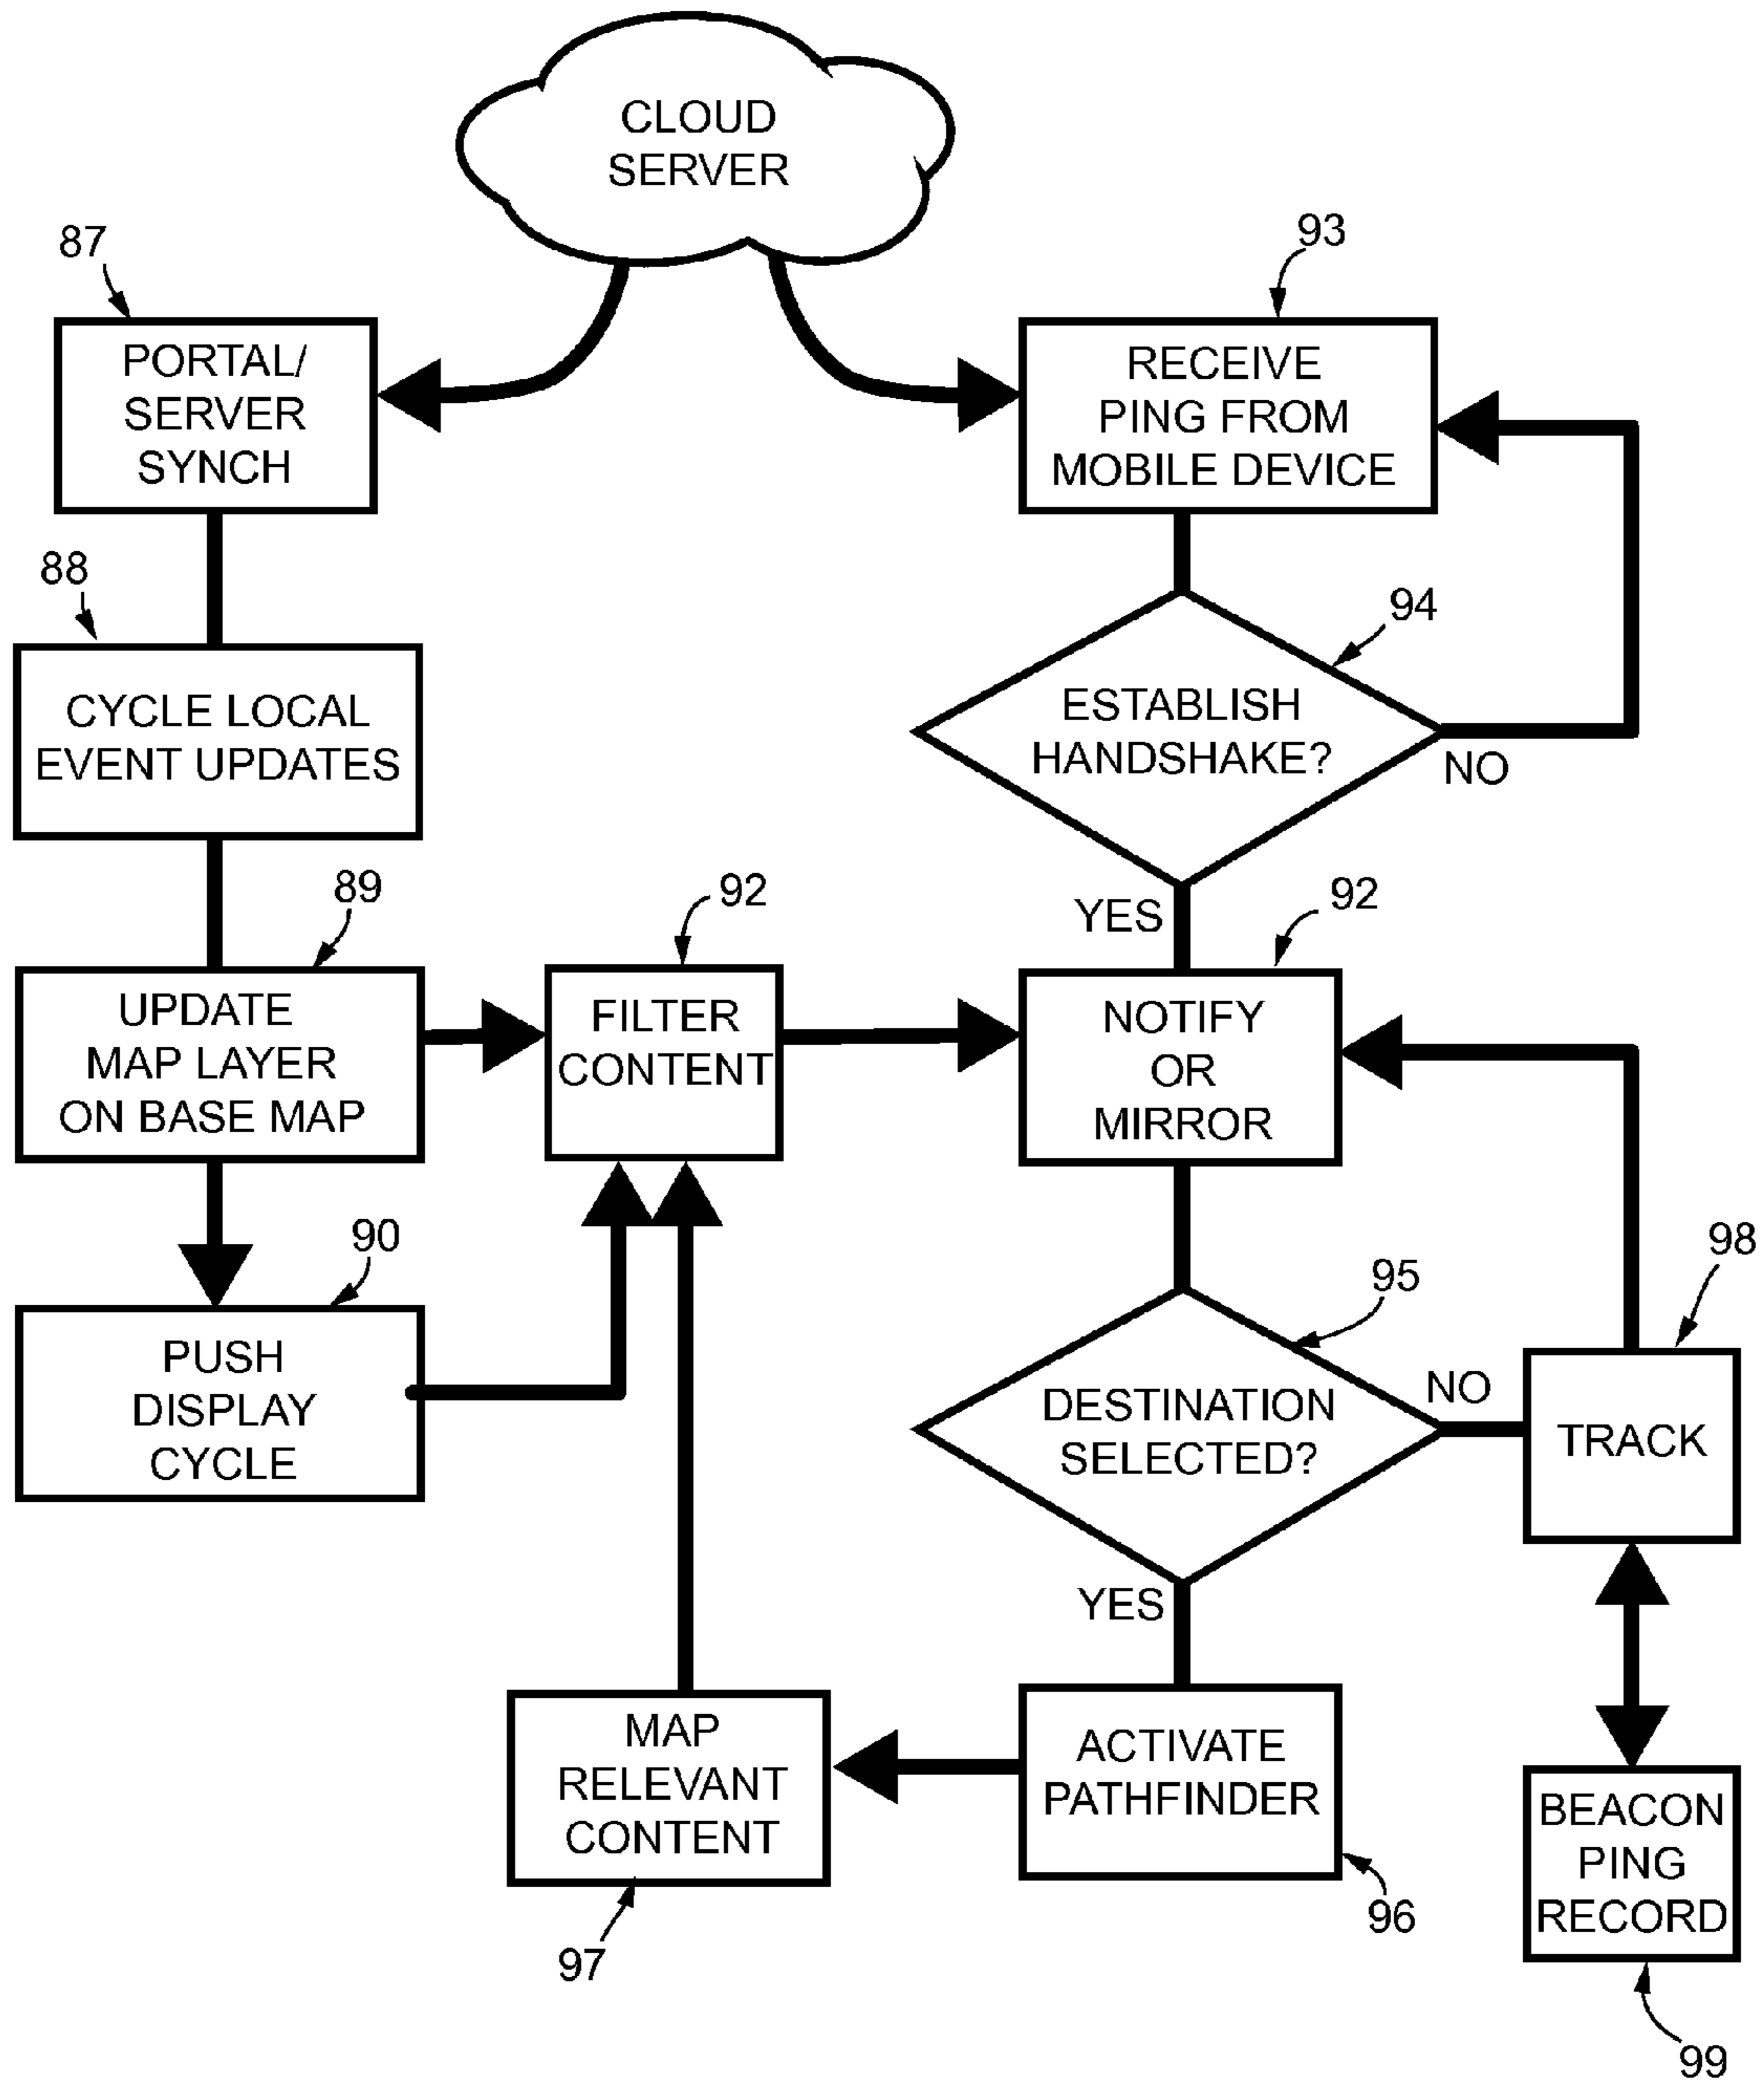 CLOUD
SERVER
87
PORTAL/
SERVER
SYNCH
93
RECEIVE
PING FROM
MOBILE DEVICE
88
CYCLE LOCAL
EVENT UPDATES
94
ESTABLISH
HANDSHAKE?
NO
YES
89
UPDATE
MAP LAYER
ON BASE MAP
92
FILTER
CONTENT
92
NOTIFY
OR
MIRROR
90
PUSH
DISPLAY
CYCLE
95
DESTINATION
SELECTED?
NO
YES
98
TRACK
MAP
RELEVANT
CONTENT
97
ACTIVATE
PATHFINDER
96
BEACON
PING
RECORD
99